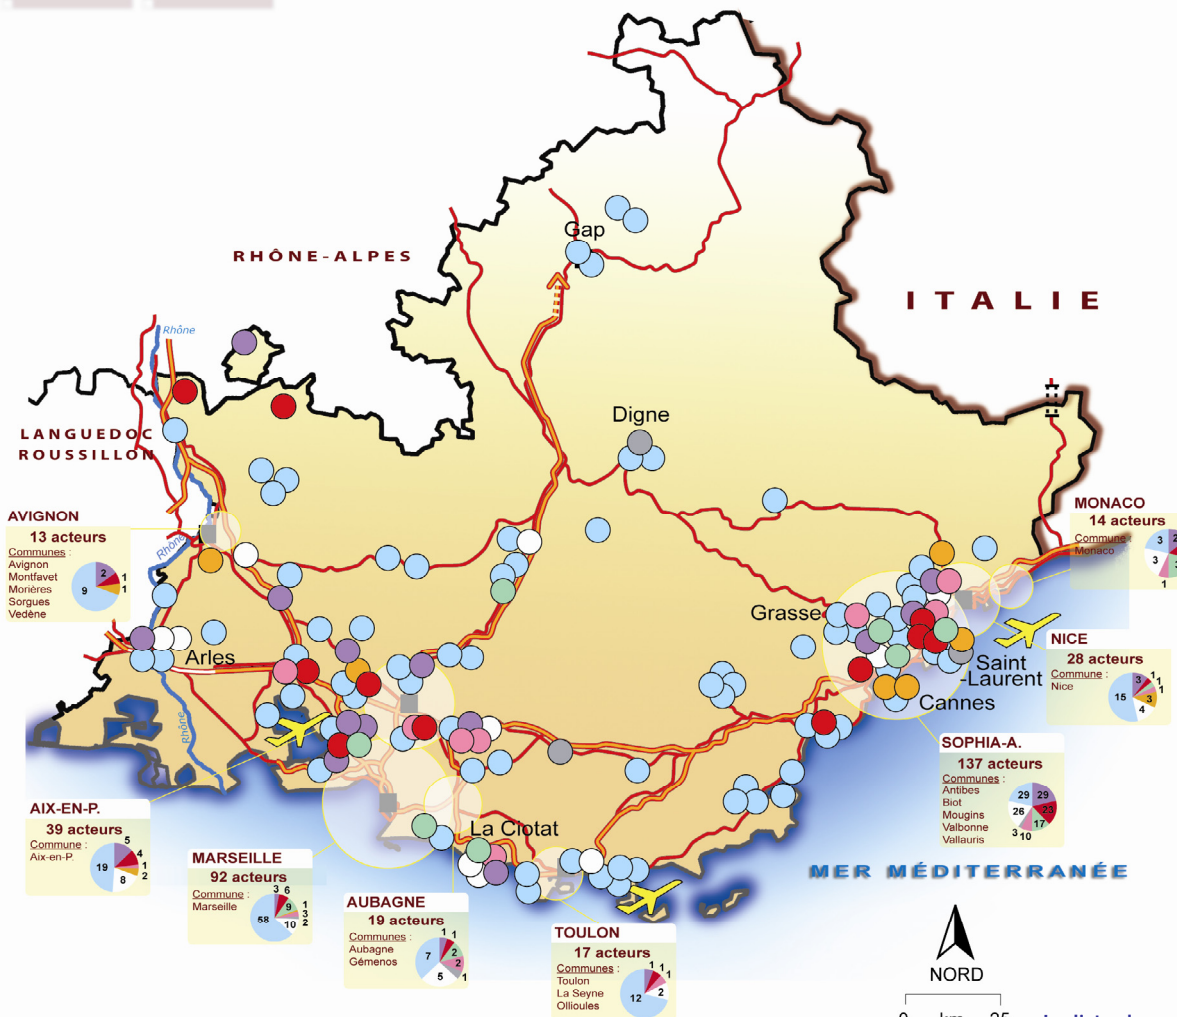 Gap
RHÔNE-ALPES
ITALIE
Rhône
Digne
LANGUEDOC
ROUSSILLON
AVIGNON
13 acteurs
Communes :
Avignon
Montfavet
Morières
Sorgues
Vedène
2
1
1
9
Rhône
MONACO
14 acteurs
Commune :
Monaco
3
3
1
Grasse
Arles
Saint
-Laurent
Cannes
NICE
28 acteurs
Commune :
Nice
3
1
1
1
3
4
15
Rhône
SOPHIA-A.
137 acteurs
Communes :
Antibes
Biot
Mougins
Valbonne
Vallauris
29
29
23
17
10
3
26
AIX-EN-P.
39 acteurs
Commune :
Aix-en-P.
5
4
1
2
8
19
La Ciotat
MARSEILLE
92 acteurs
Commune :
Marseille
3
6
9
1
3
2
10
58
MER MÉDITERRANÉE
AUBAGNE
19 acteurs
Communes :
Aubagne
Gémenos
1
1
2
2
1
5
7
TOULON
17 acteurs
Communes :
Toulon
La Seyne
Ollioules
1
1
1
2
12
NORD
0 km 25